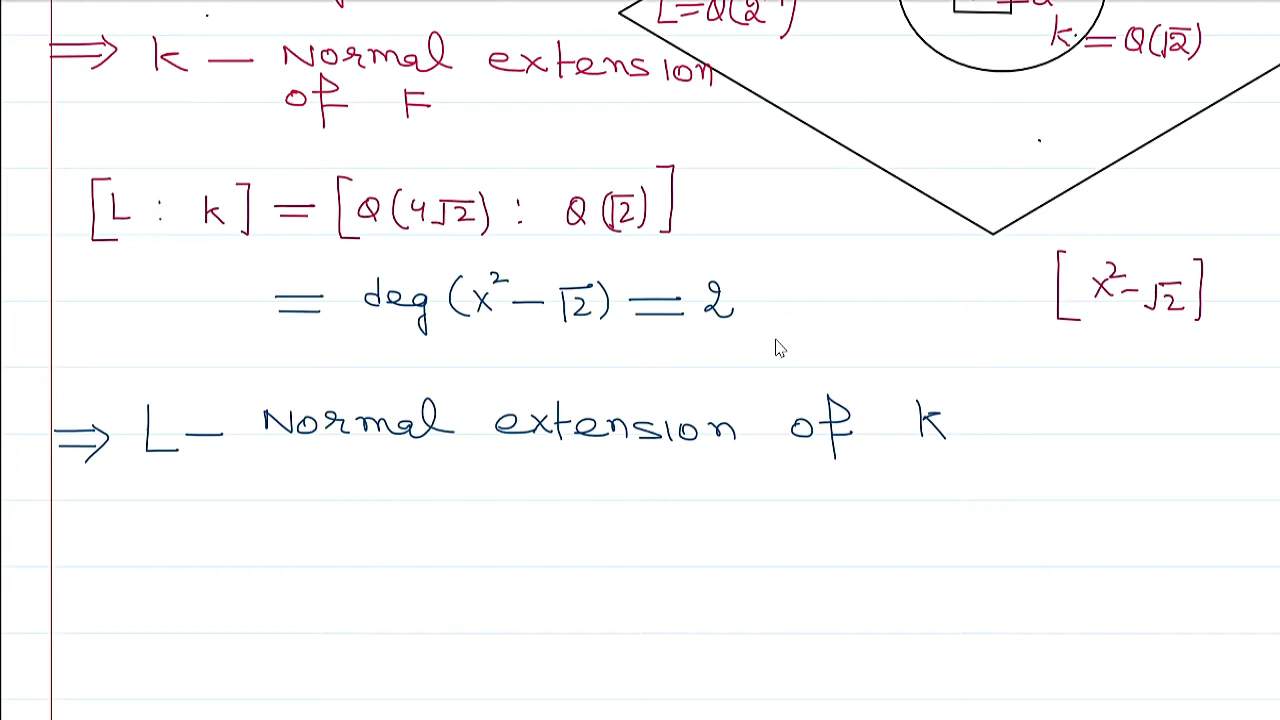 L=Q(2
k = Q(√2)
⟹ k — Normal extension
of F
[L : k] = [Q(4√2) : Q(√2)]
= deg(x² − √2) = 2
[x² − √2]
⟹ L — Normal extension of k